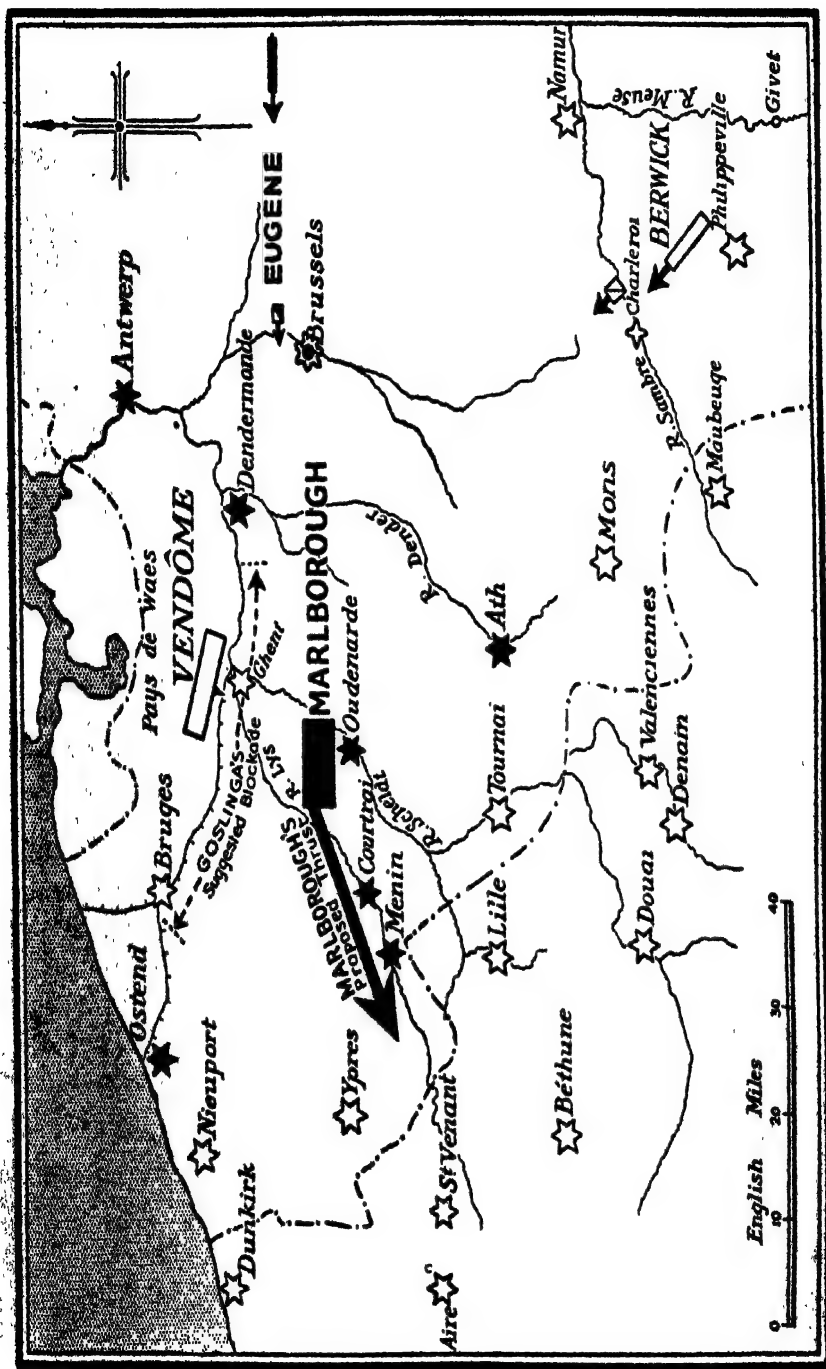 Antwerp
EUGENE
Pays de Waes
VENDÔME
Dendermonde
Brussels
Bruges
Ostend
GOSLINGA'S
Suggested Blockade
Ghent
MARLBOROUGH
Nieuport
Dunkirk
R. Lys
Oudenarde
MARLBOROUGH'S
Proposed Thrust
Courtrai
R. Scheldt
R. Dender
Ypres
Menin
Ath
Tournai
Lille
St Venant
Aire
Namur
R. Meuse
BERWICK
Charleroi
Philippeville
Givet
Mons
R. Sambre
Maubeuge
Béthune
Valenciennes
Denain
Douai
English Miles
0 10 20 30 40